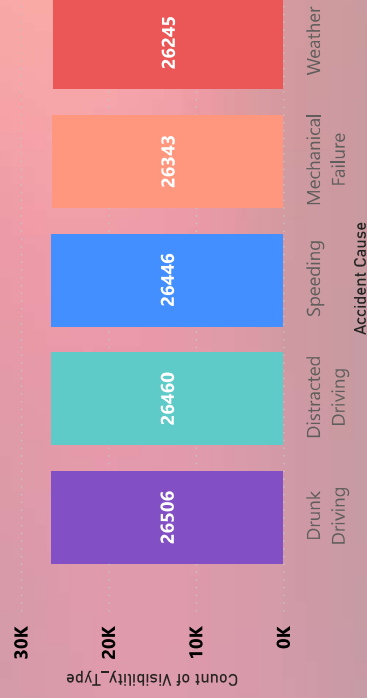 Count of Visibility_Type
30K
20K
10K
0K
26506
26460
26446
26343
26245
Drunk
Driving
Distracted
Driving
Speeding
Mechanical
Failure
Weather
Accident Cause